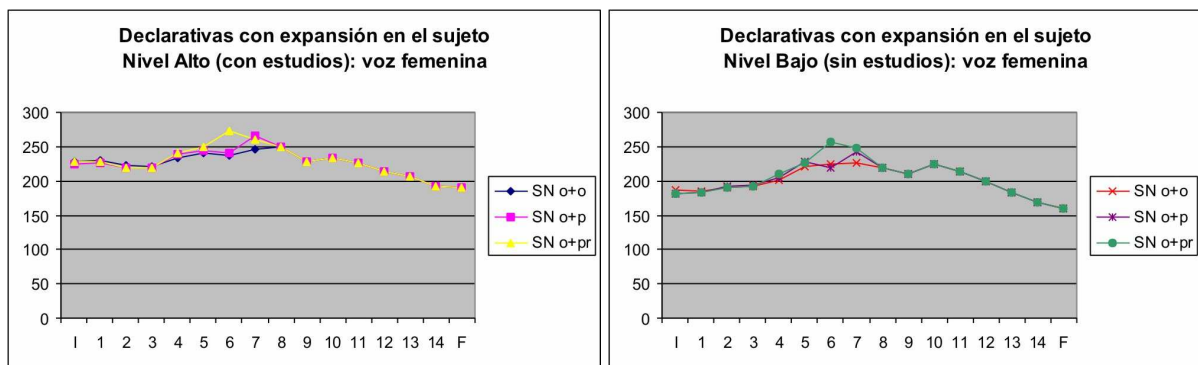 Declarativas con expansión en el sujeto
Nivel Alto (con estudios): voz femenina
300
250
200
150
100
50
0
I 1 2 3 4 5 6 7 8 9 10 11 12 13 14 F
SN o+o
SN o+p
SN o+pr
Declarativas con expansión en el sujeto
Nivel Bajo (sin estudios): voz femenina
300
250
200
150
100
50
0
I 1 2 3 4 5 6 7 8 9 10 11 12 13 14 F
SN o+o
SN o+p
SN o+pr